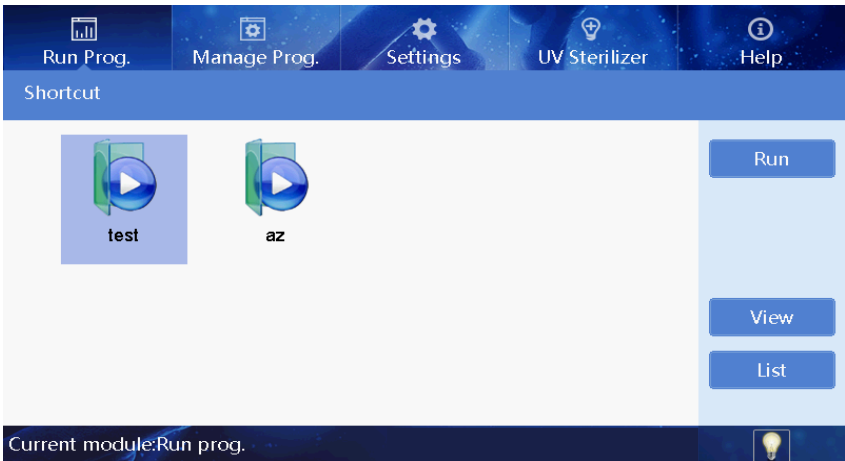 Run Prog. Manage Prog. Settings UV Sterilizer Help
Shortcut
Run
test az
View
List
Current module:Run prog.